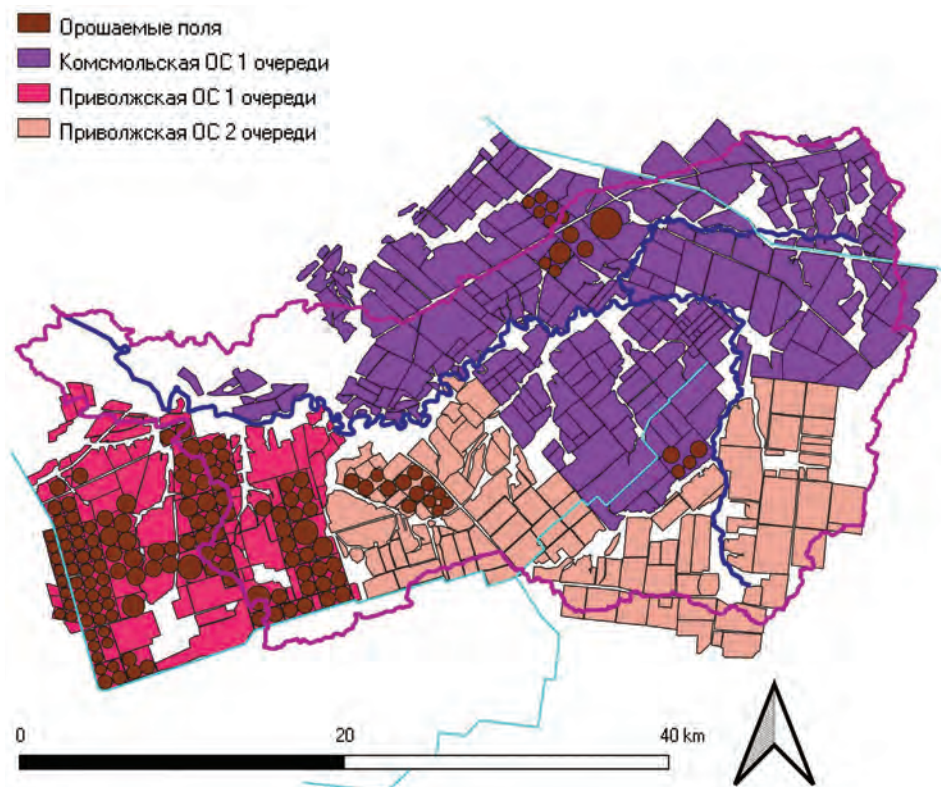 Орошаемые поля
Комсмольская ОС 1 очереди
Приволжская ОС 1 очереди
Приволжская ОС 2 очереди
0 20 40 km